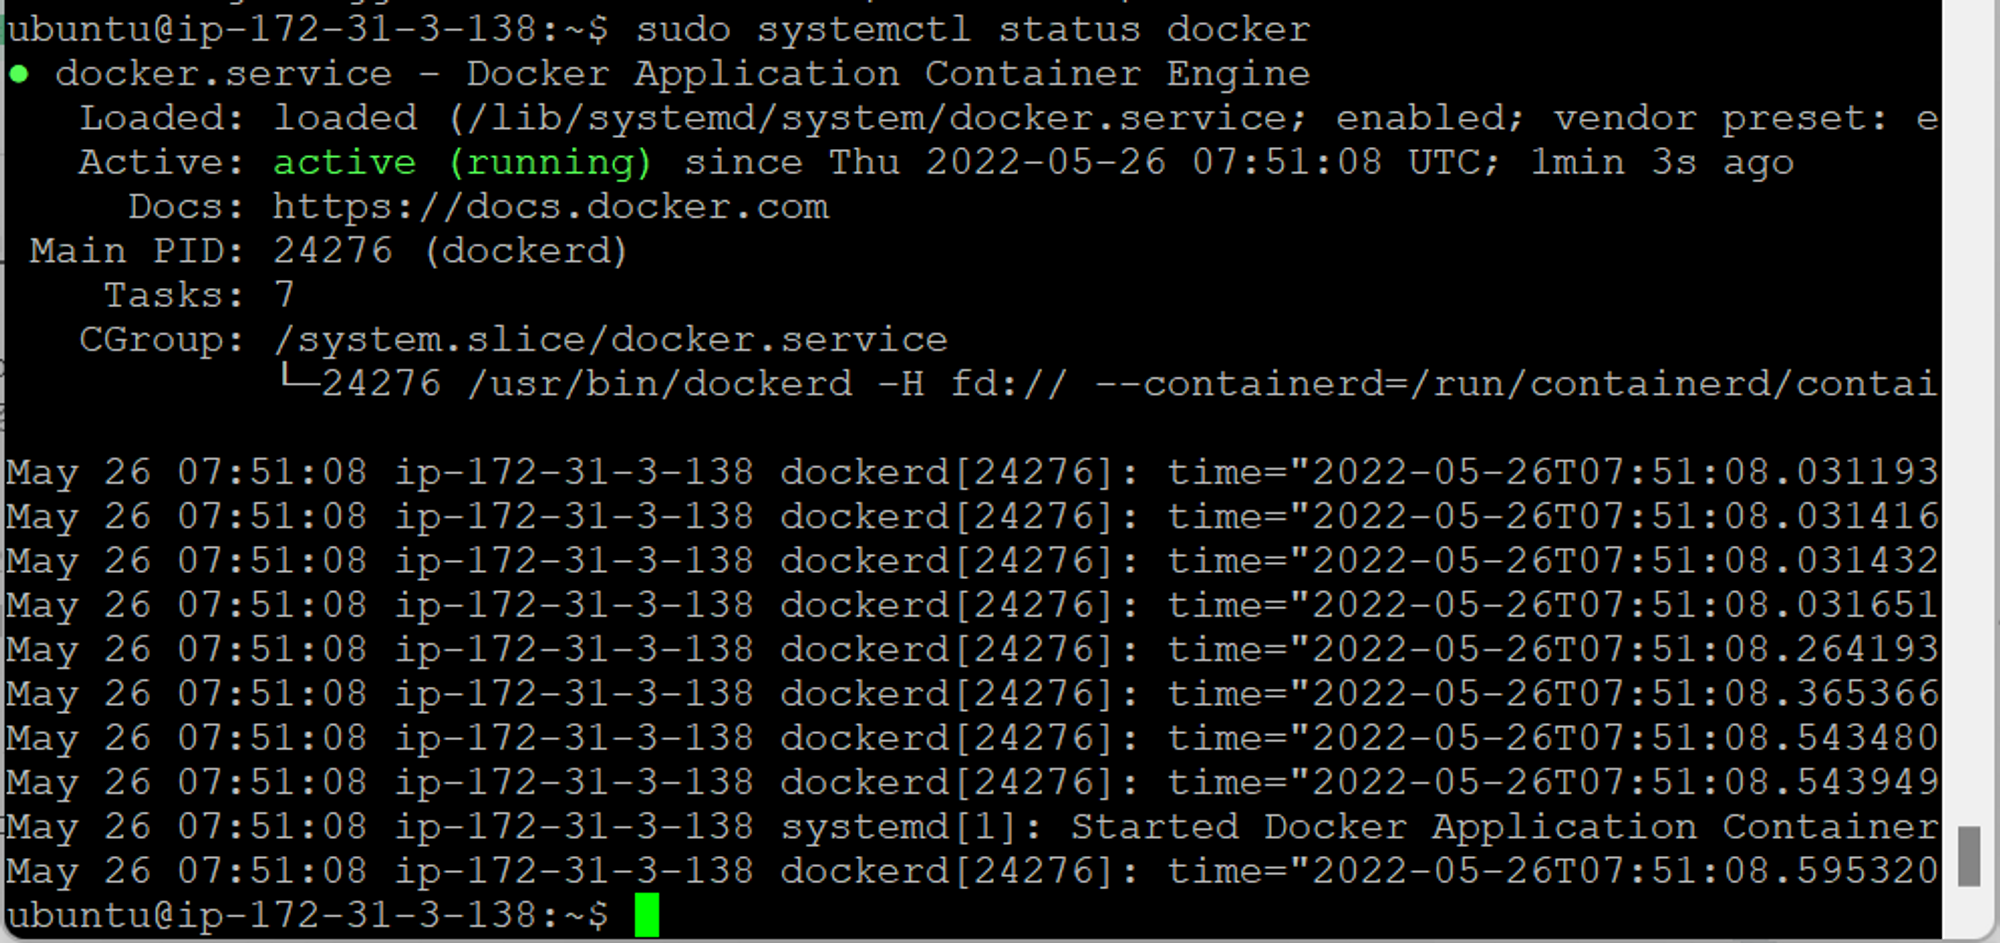 ubuntu@ip-172-31-3-138:~$ sudo systemctl status docker
● docker.service - Docker Application Container Engine
   Loaded: loaded (/lib/systemd/system/docker.service; enabled; vendor preset: e
   Active: active (running) since Thu 2022-05-26 07:51:08 UTC; 1min 3s ago
     Docs: https://docs.docker.com
 Main PID: 24276 (dockerd)
    Tasks: 7
   CGroup: /system.slice/docker.service
           └─24276 /usr/bin/dockerd -H fd:// --containerd=/run/containerd/contai

May 26 07:51:08 ip-172-31-3-138 dockerd[24276]: time="2022-05-26T07:51:08.031193
May 26 07:51:08 ip-172-31-3-138 dockerd[24276]: time="2022-05-26T07:51:08.031416
May 26 07:51:08 ip-172-31-3-138 dockerd[24276]: time="2022-05-26T07:51:08.031432
May 26 07:51:08 ip-172-31-3-138 dockerd[24276]: time="2022-05-26T07:51:08.031651
May 26 07:51:08 ip-172-31-3-138 dockerd[24276]: time="2022-05-26T07:51:08.264193
May 26 07:51:08 ip-172-31-3-138 dockerd[24276]: time="2022-05-26T07:51:08.365366
May 26 07:51:08 ip-172-31-3-138 dockerd[24276]: time="2022-05-26T07:51:08.543480
May 26 07:51:08 ip-172-31-3-138 dockerd[24276]: time="2022-05-26T07:51:08.543949
May 26 07:51:08 ip-172-31-3-138 systemd[1]: Started Docker Application Container
May 26 07:51:08 ip-172-31-3-138 dockerd[24276]: time="2022-05-26T07:51:08.595320
ubuntu@ip-172-31-3-138:~$